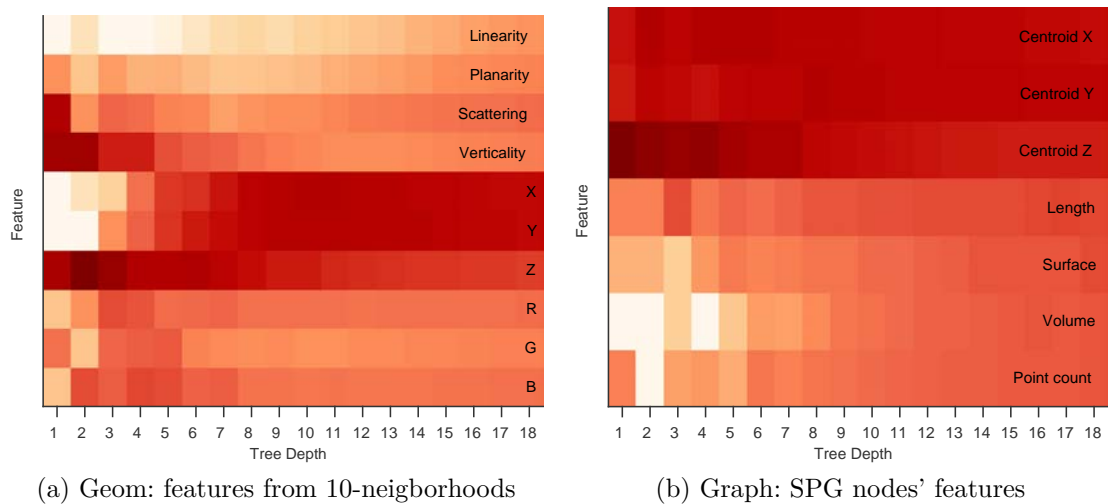 Feature
Linearity
Planarity
Scattering
Verticality
X
Y
Z
R
G
B
1 2 3 4 5 6 7 8 9 10 11 12 13 14 15 16 17 18
Tree Depth
(a) Geom: features from 10-neigborhoods
Feature
Centroid X
Centroid Y
Centroid Z
Length
Surface
Volume
Point count
1 2 3 4 5 6 7 8 9 10 11 12 13 14 15 16 17 18
Tree Depth
(b) Graph: SPG nodes' features